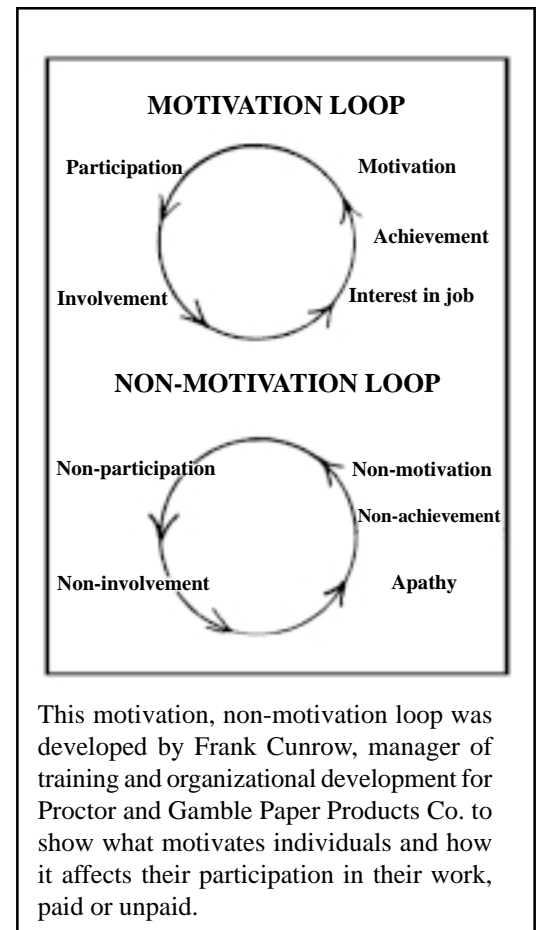 MOTIVATION LOOP
Participation
Motivation
Achievement
Involvement
Interest in job
NON-MOTIVATION LOOP
Non-participation
Non-motivation
Non-achievement
Non-involvement
Apathy
This motivation, non-motivation loop was
developed by Frank Cunrow, manager of
training and organizational development for
Proctor and Gamble Paper Products Co. to
show what motivates individuals and how
it affects their participation in their work,
paid or unpaid.